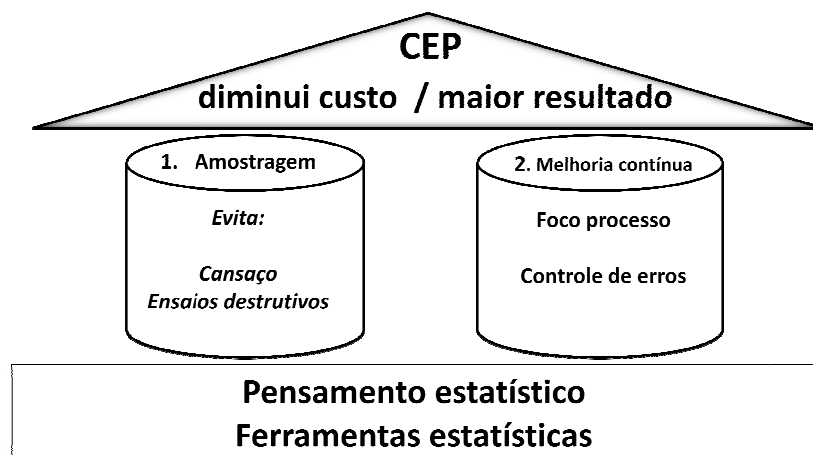 CEP
diminui custo / maior resultado
1. Amostragem
Evita:
Cansaço
Ensaios destrutivos
2. Melhoria contínua
Foco processo
Controle de erros
Pensamento estatístico
Ferramentas estatísticas